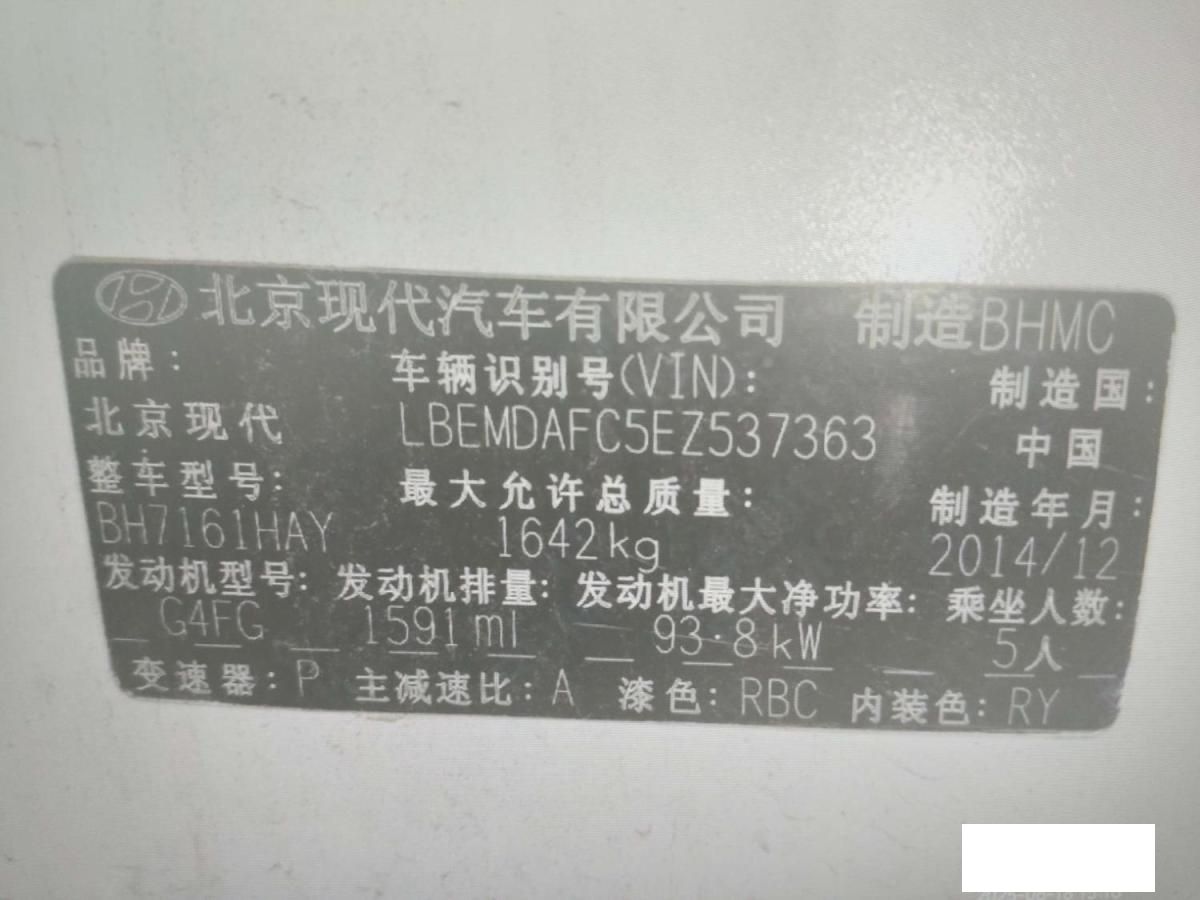 北京现代汽车有限公司 制造BHMC
品牌: 车辆识别号(VIN): 制造国:
北京现代 LBEMDAFC5EZ537363 中国
整车型号: 最大允许总质量: 制造年月:
BH7161HAY 1642kg 2014/12
发动机型号: 发动机排量: 发动机最大净功率: 乘坐人数:
G4FG 1591ml 93·8kW 5人
变速器: P 主减速比: A 漆色: RBC 内装色: RY